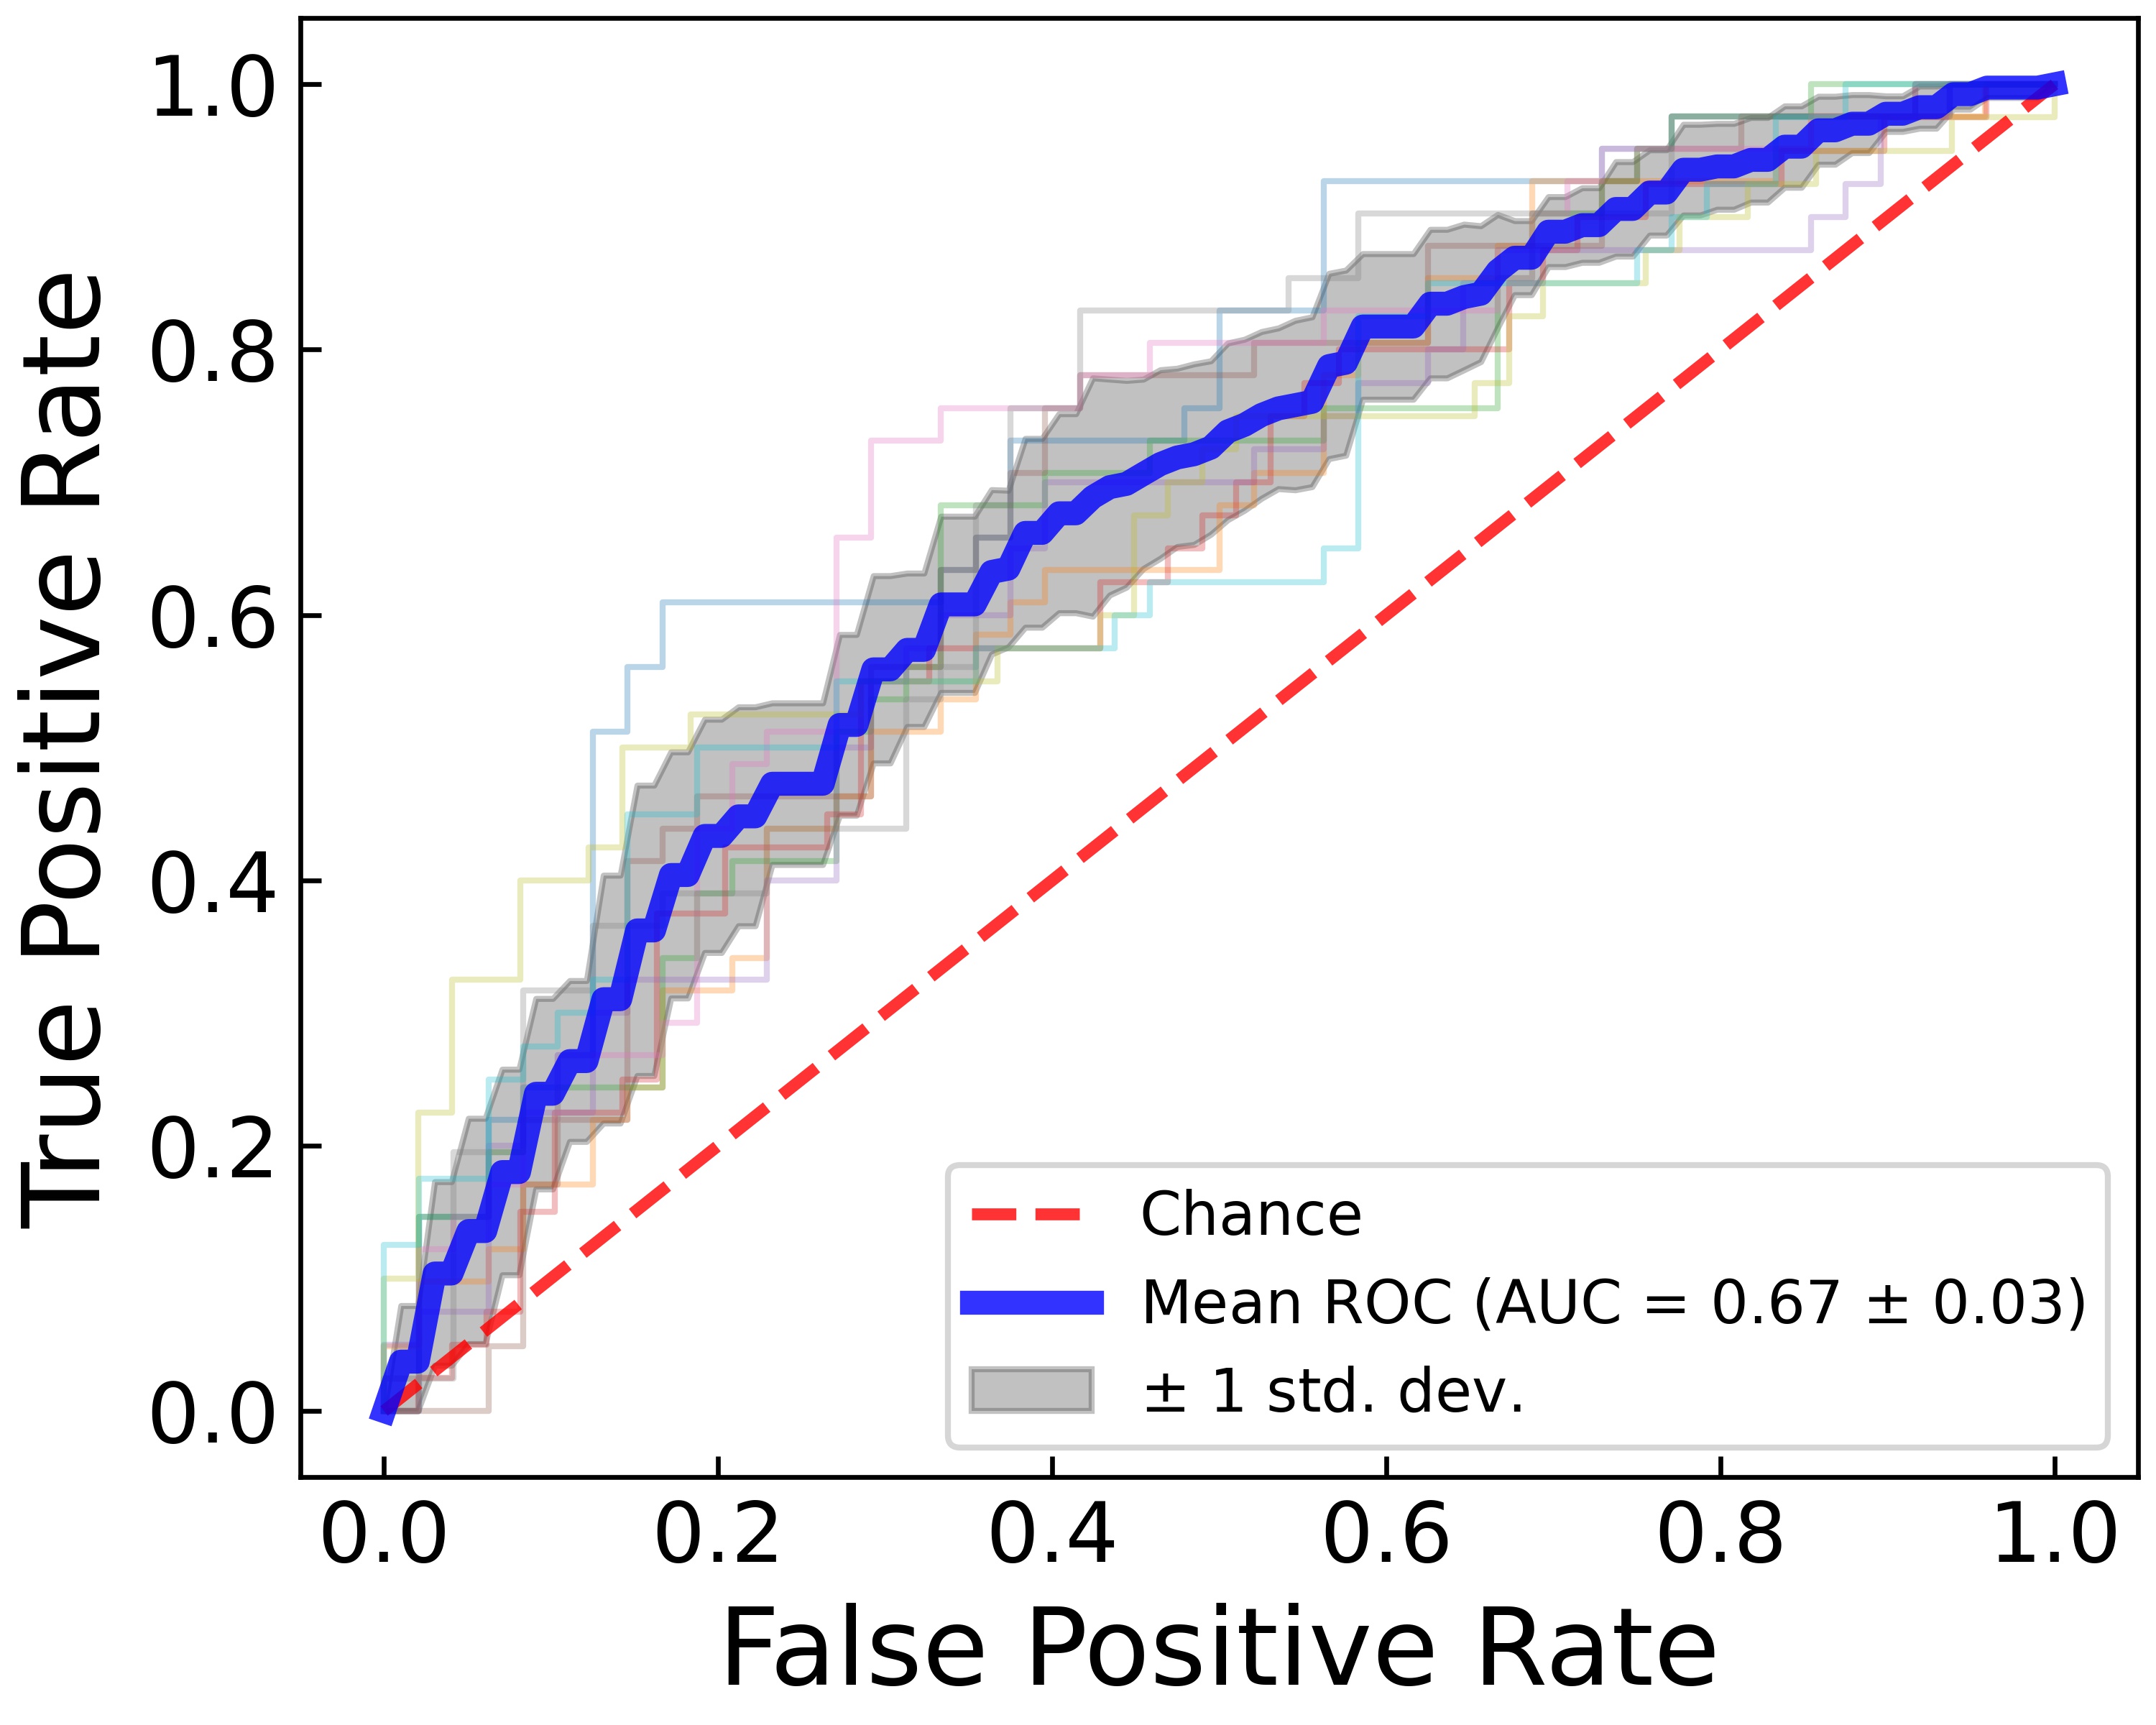 True Positive Rate
1.0
0.8
0.6
0.4
0.2
0.0
Chance
Mean ROC (AUC = 0.67 ± 0.03)
± 1 std. dev.
0.0 0.2 0.4 0.6 0.8 1.0
False Positive Rate